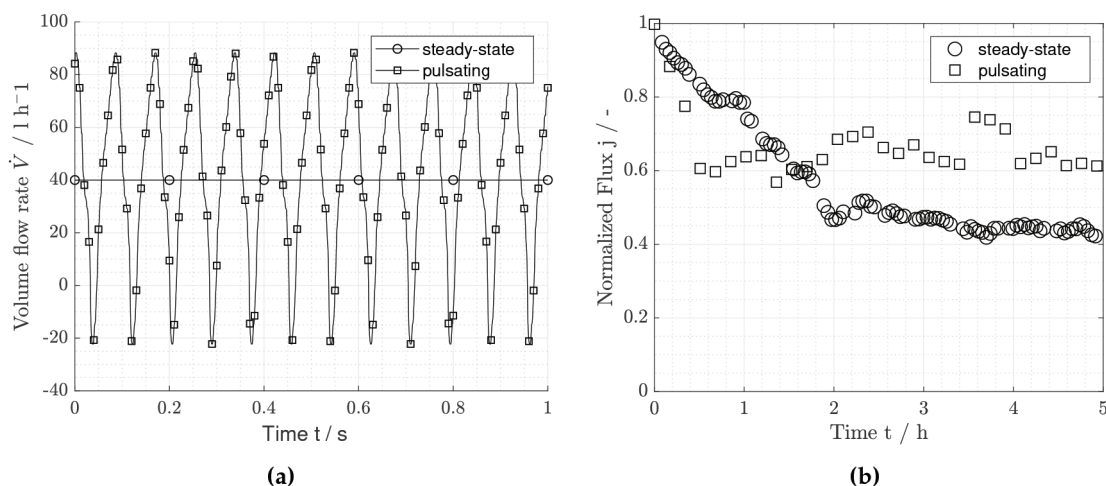 100
80
60
40
20
0
-20
-40
Volume flow rate V̇ / l h−1
0
0.2
0.4
0.6
0.8
1
Time t / s
steady-state
pulsating
(a)
1
0.8
0.6
0.4
0.2
0
Normalized Flux j / -
0
1
2
3
4
5
Time t / h
steady-state
pulsating
(b)